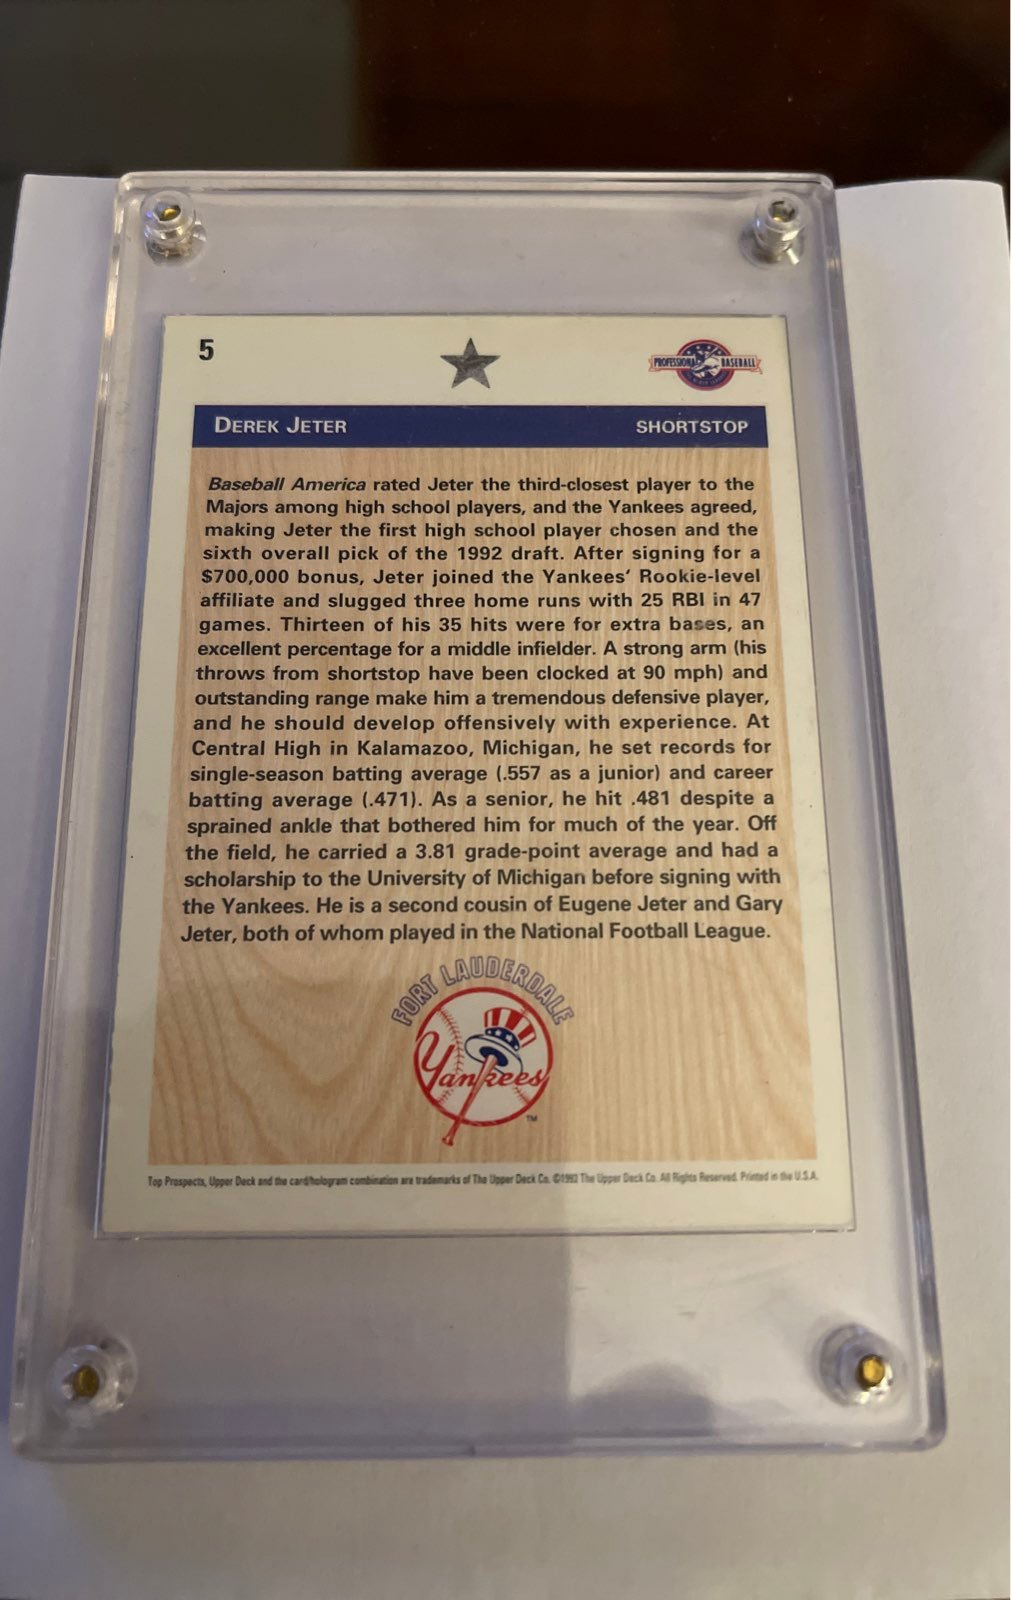 5
PROFESSIONAL BASEBALL
DEREK JETER SHORTSTOP
Baseball America rated Jeter the third-closest player to the
Majors among high school players, and the Yankees agreed,
making Jeter the first high school player chosen and the
sixth overall pick of the 1992 draft. After signing for a
$700,000 bonus, Jeter joined the Yankees' Rookie-level
affiliate and slugged three home runs with 25 RBI in 47
games. Thirteen of his 35 hits were for extra bases, an
excellent percentage for a middle infielder. A strong arm (his
throws from shortstop have been clocked at 90 mph) and
outstanding range make him a tremendous defensive player,
and he should develop offensively with experience. At
Central High in Kalamazoo, Michigan, he set records for
single-season batting average (.557 as a junior) and career
batting average (.471). As a senior, he hit .481 despite a
sprained ankle that bothered him for much of the year. Off
the field, he carried a 3.81 grade-point average and had a
scholarship to the University of Michigan before signing with
the Yankees. He is a second cousin of Eugene Jeter and Gary
Jeter, both of whom played in the National Football League.
FORT LAUDERDALE
Yankees
TM
Top Prospects, Upper Deck and the card/hologram combination are trademarks of The Upper Deck Co. ©1992 The Upper Deck Co. All Rights Reserved. Printed in the U.S.A.